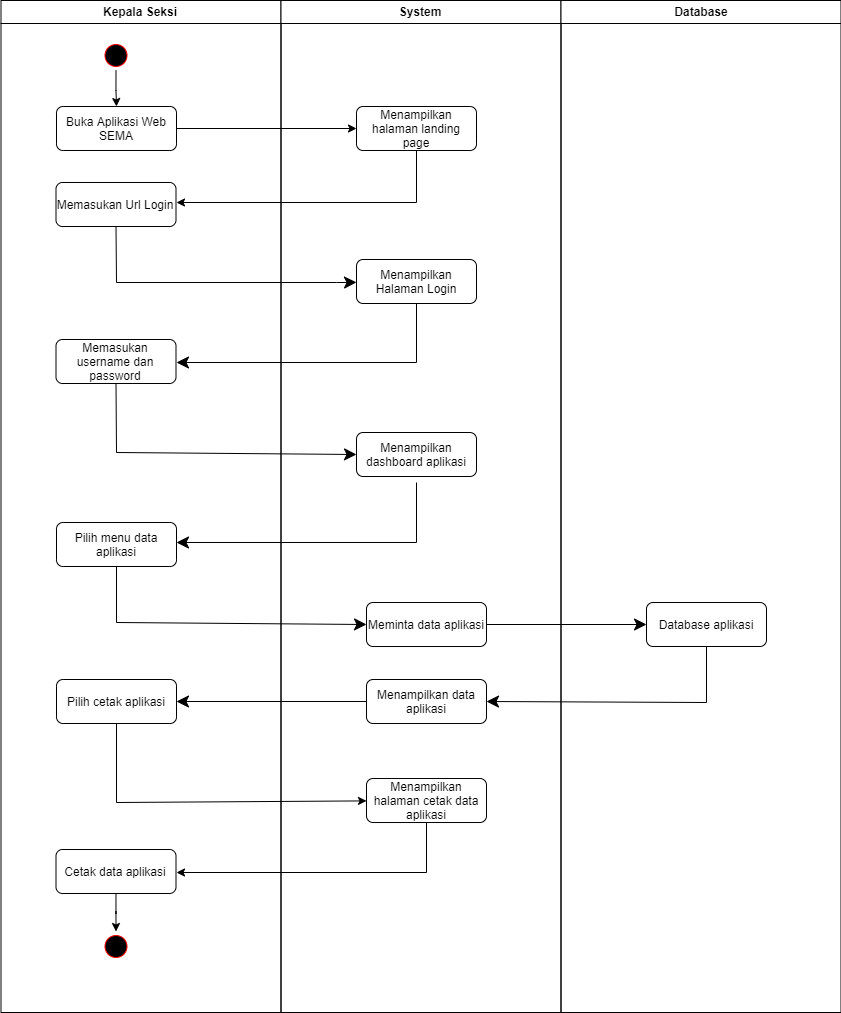 Kepala Seksi
System
Database
Buka Aplikasi Web
SEMA
Menampilkan
halaman landing
page
Memasukan Url Login
Menampilkan
Halaman Login
Memasukan
username dan
password
Menampilkan
dashboard aplikasi
Pilih menu data
aplikasi
Meminta data aplikasi
Database aplikasi
Pilih cetak aplikasi
Menampilkan data
aplikasi
Menampilkan
halaman cetak data
aplikasi
Cetak data aplikasi